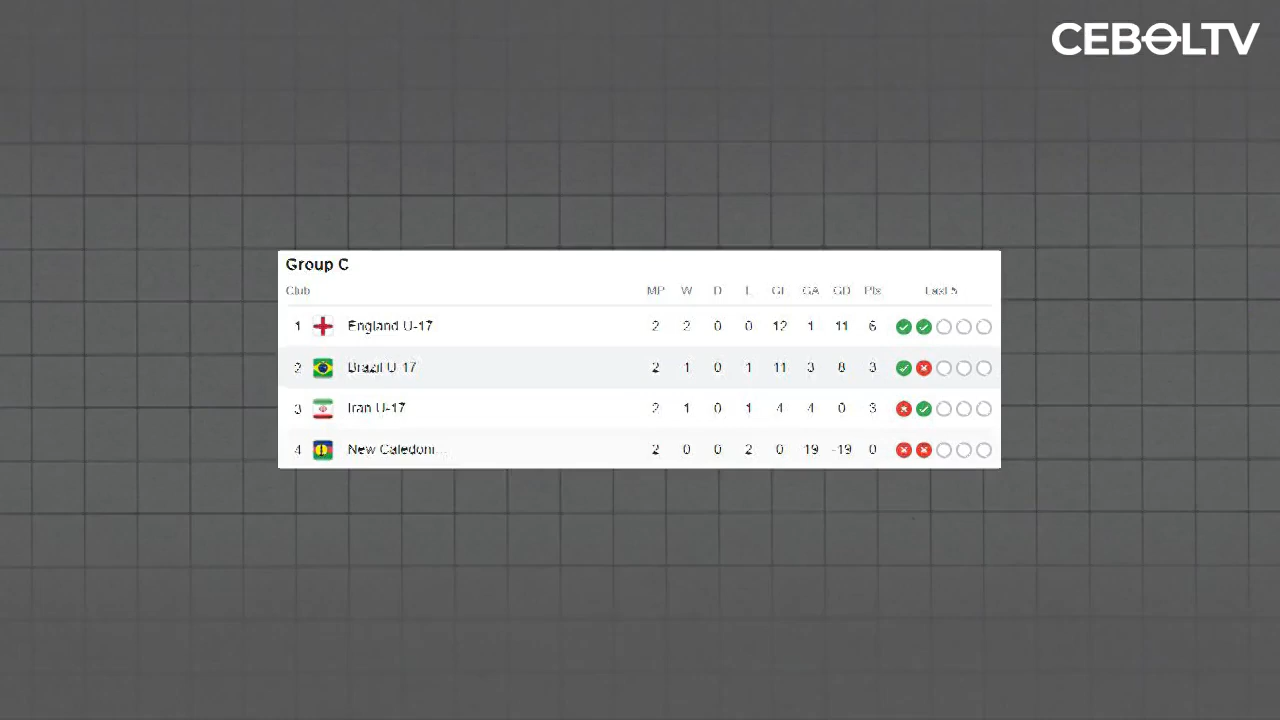 CEBOLTV
Group C
Club MP W D L GF GA GD Pts Last 5
1 England U-17 2 2 0 0 12 1 11 6
2 Brazil U-17 2 1 0 1 11 3 8 3
3 Iran U-17 2 1 0 1 4 4 0 3
4 New Caledoni... 2 0 0 2 0 19 -19 0